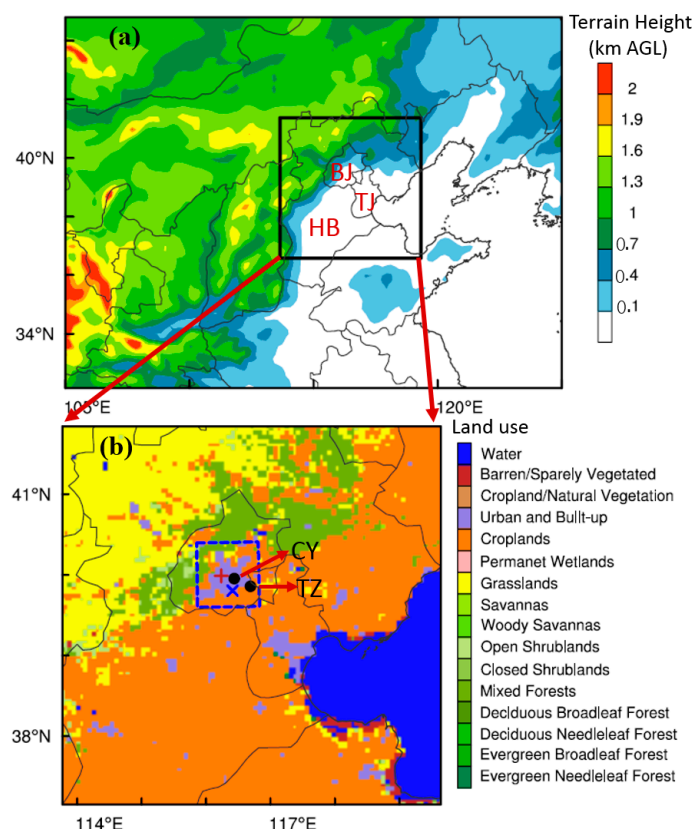 (a)
Terrain Height
(km AGL)
2
1.9
1.6
1.3
1
0.7
0.4
0.1
40°N
34°N
BJ
TJ
HB
105°E
120°E
(b)
Land use
Water
Barren/Sparely Vegetated
Cropland/Natural Vegetation
Urban and Built-up
Croplands
Permanet Wetlands
Grasslands
Savannas
Woody Savannas
Open Shrublands
Closed Shrublands
Mixed Forests
Deciduous Broadleaf Forest
Deciduous Needleleaf Forest
Evergreen Broadleaf Forest
Evergreen Needleleaf Forest
41°N
38°N
CY
TZ
114°E
117°E